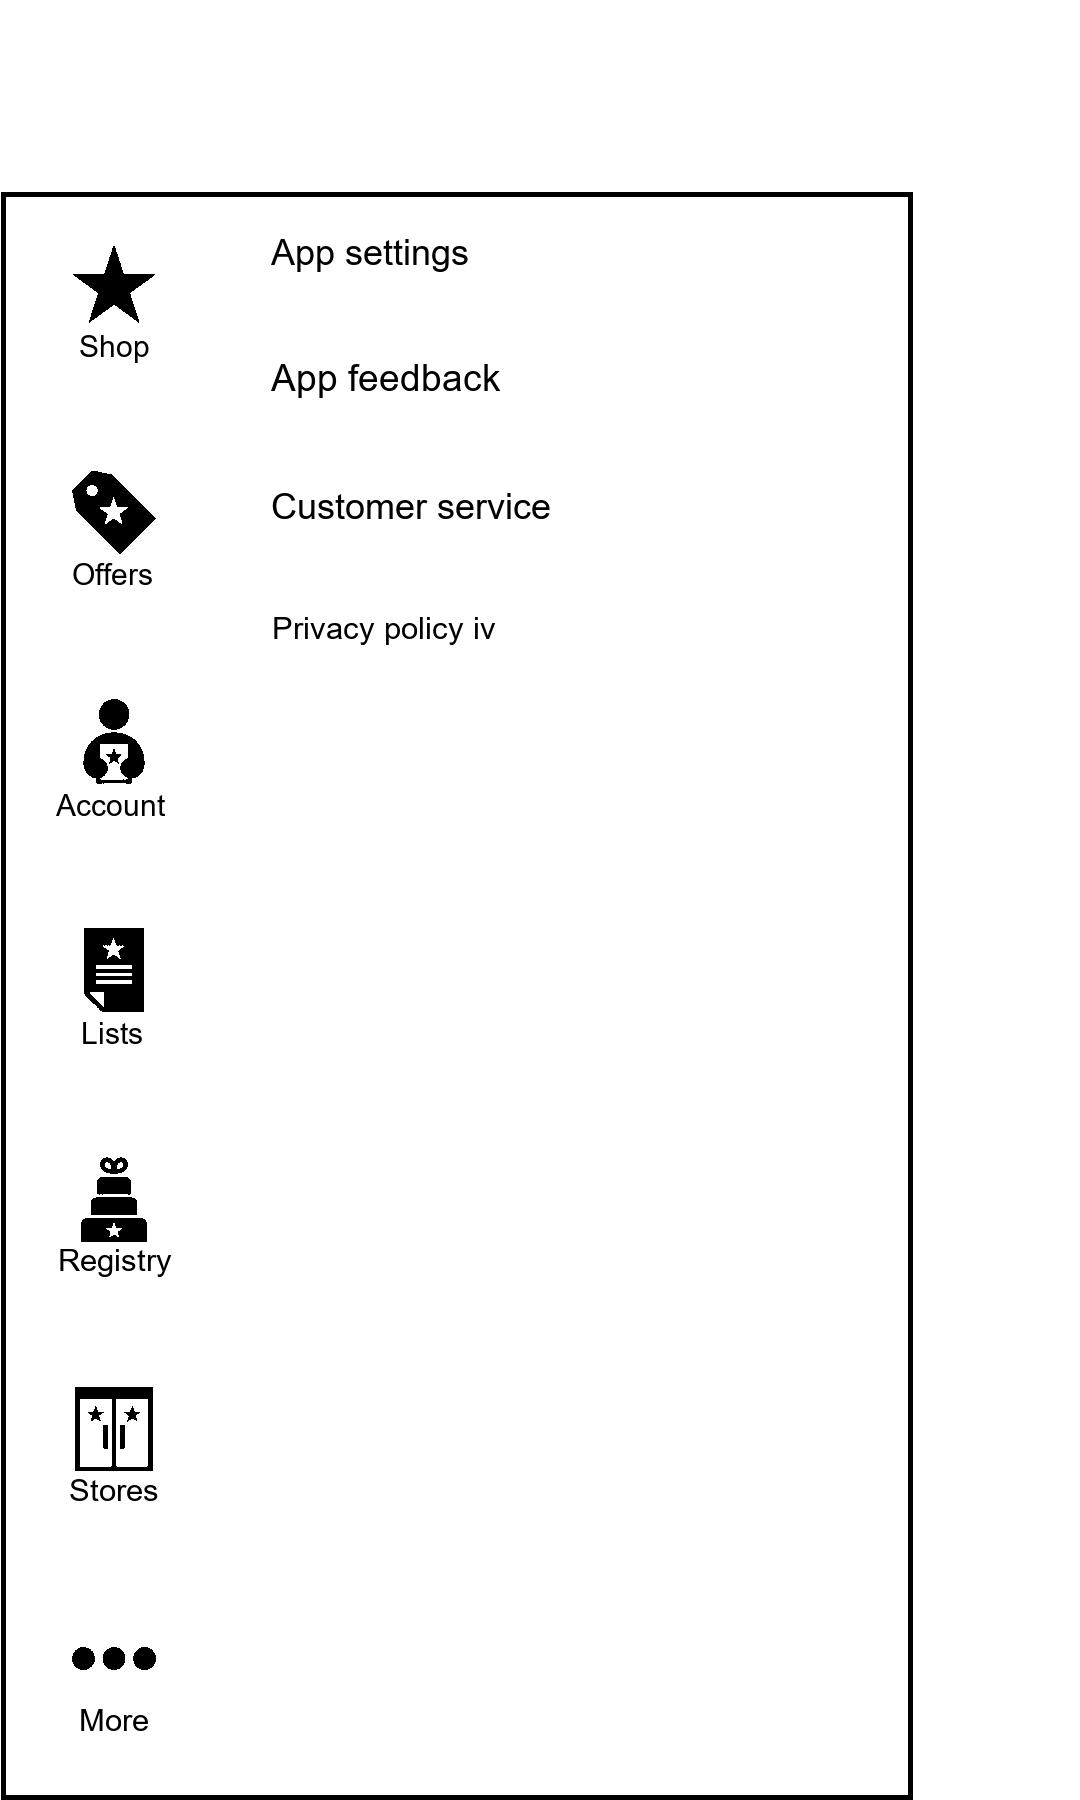 Shop
Offers
Account
Lists
Registry
Stores
More
App settings
App feedback
Customer service
Privacy policy iv